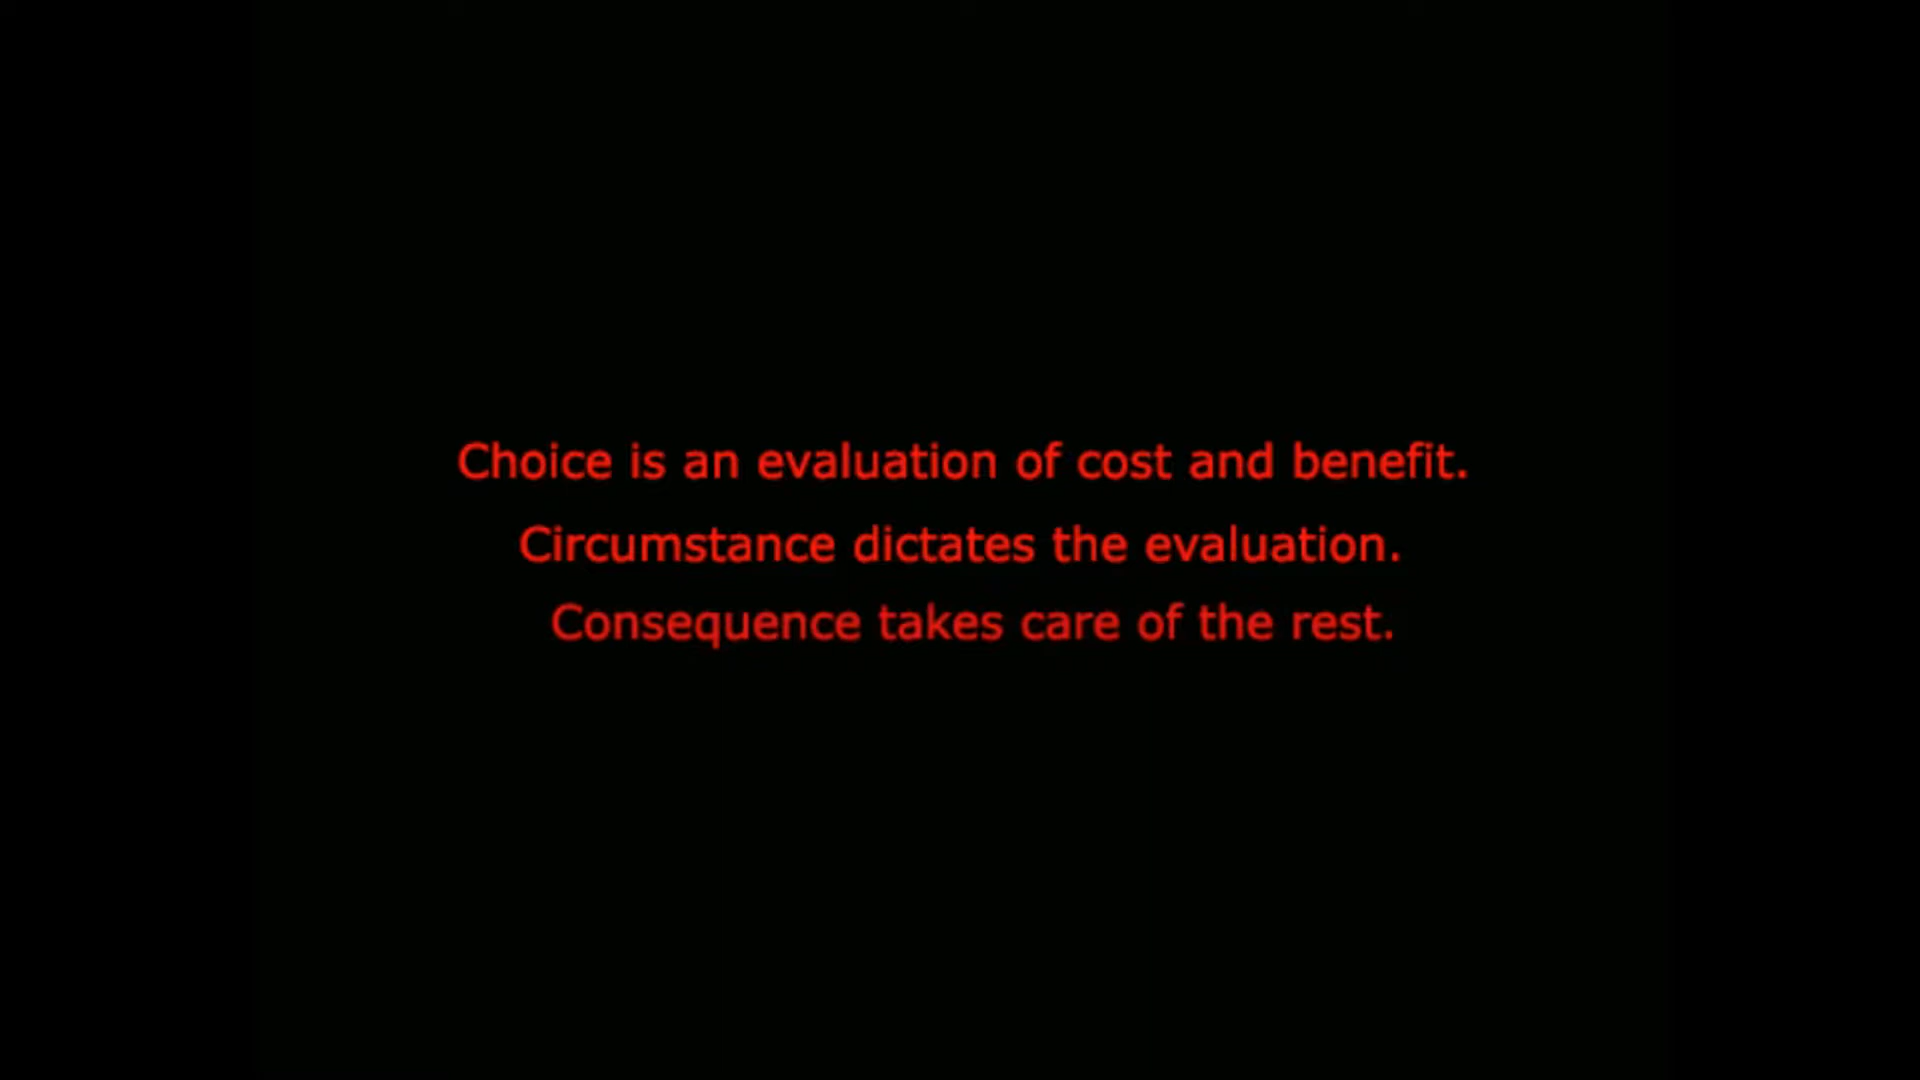 Choice is an evaluation of cost and benefit.
Circumstance dictates the evaluation.
Consequence takes care of the rest.